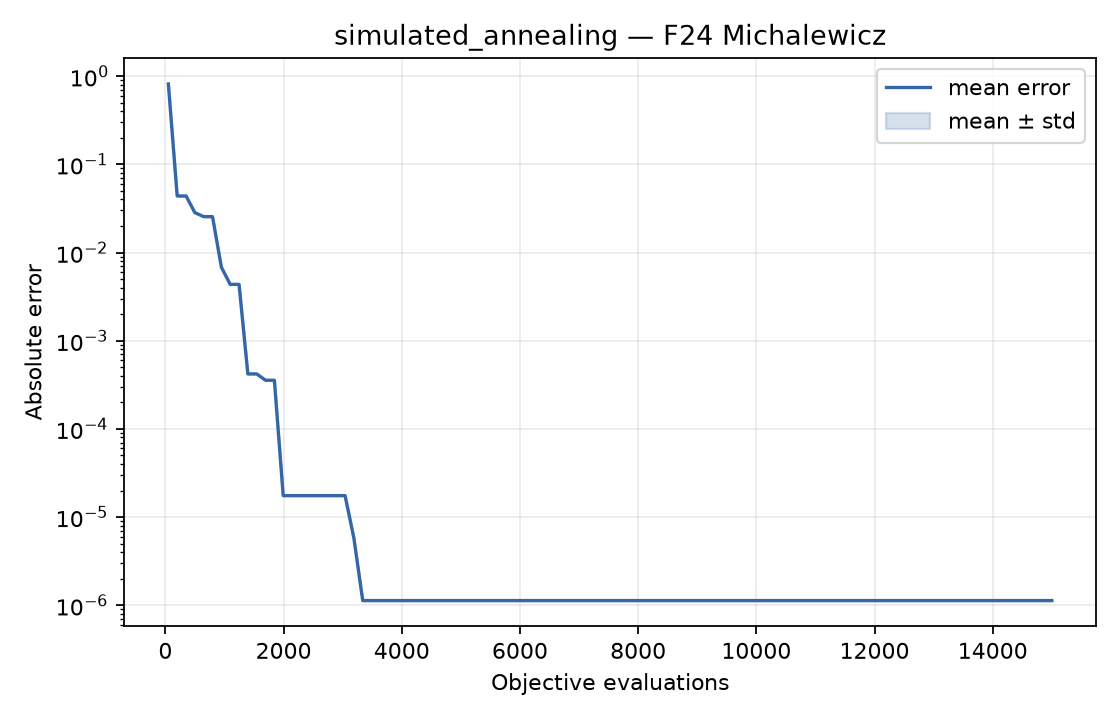 simulated_annealing — F24 Michalewicz
mean error
mean ± std
Absolute error
10⁰
10⁻¹
10⁻²
10⁻³
10⁻⁴
10⁻⁵
10⁻⁶
0 2000 4000 6000 8000 10000 12000 14000
Objective evaluations